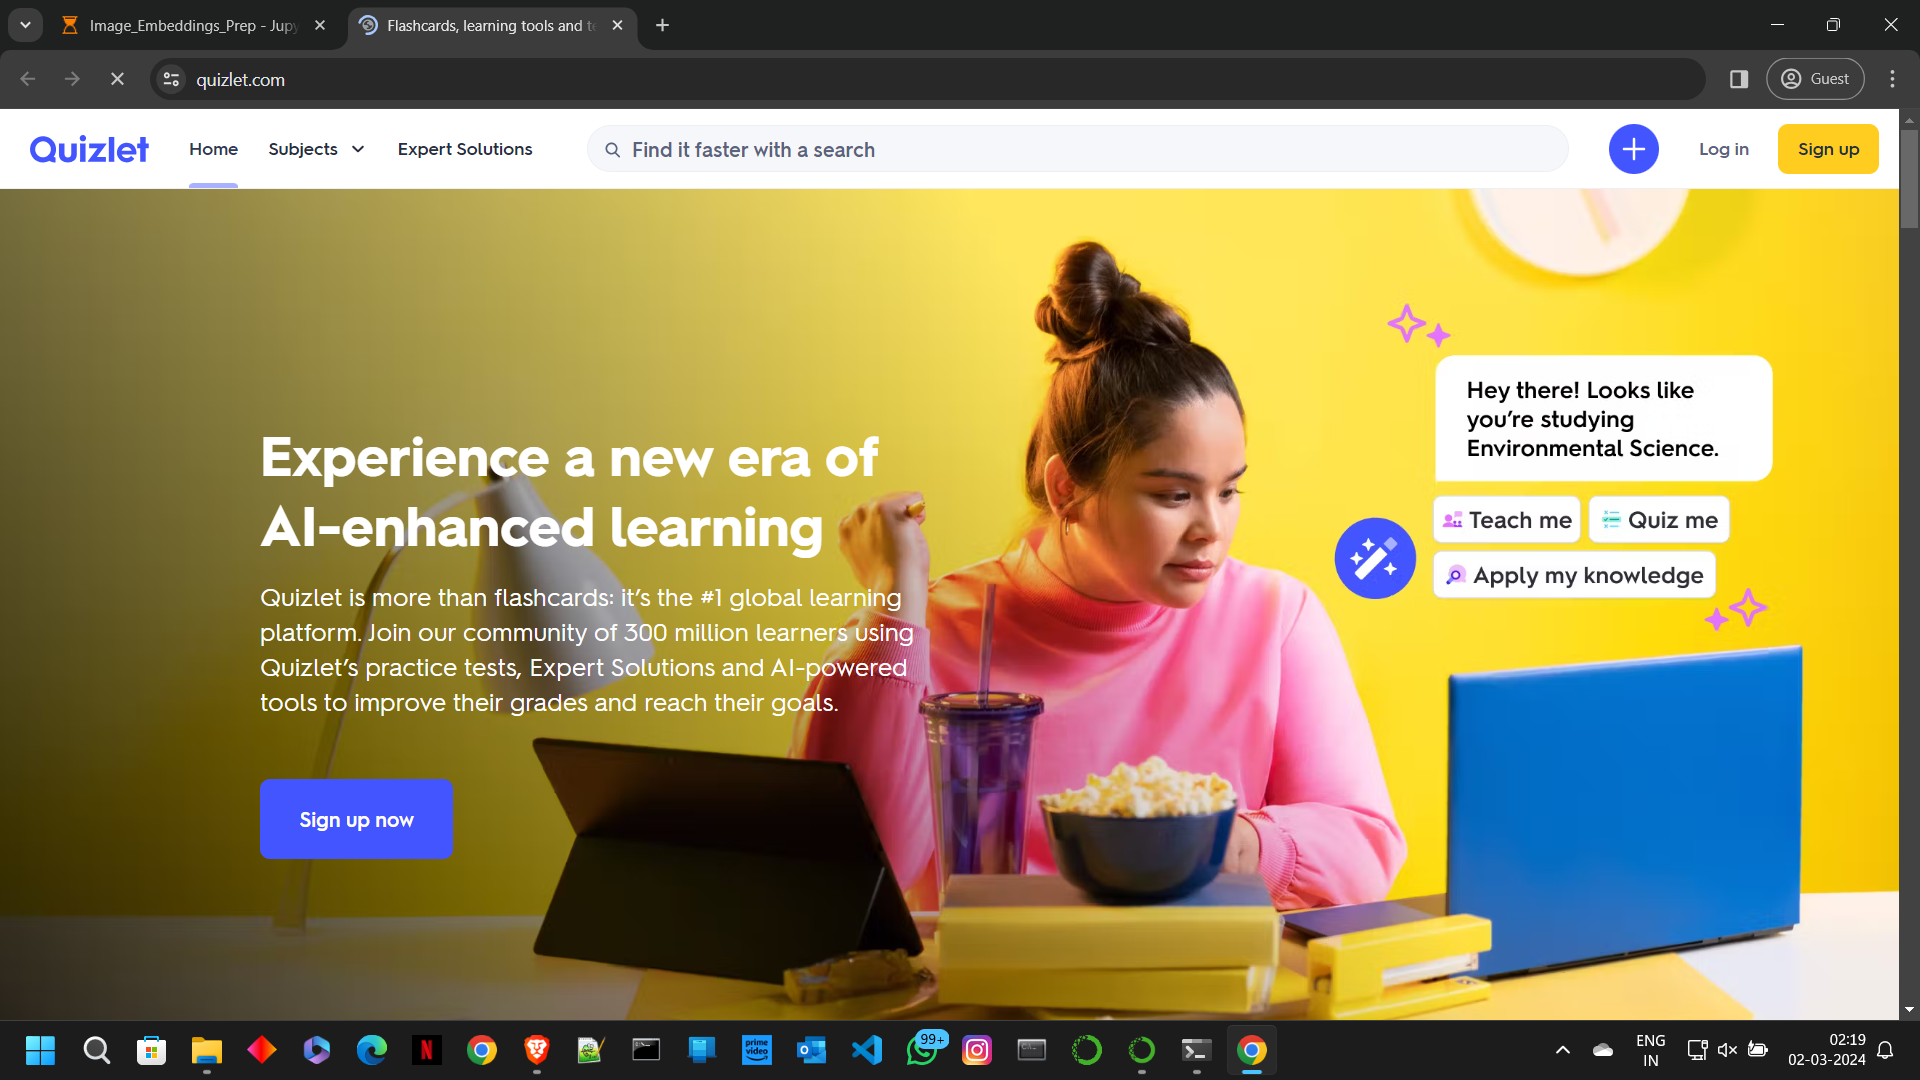 Image_Embeddings_Prep - Jupy
Flashcards, learning tools and te
quizlet.com
Guest
Quizlet
Home
Subjects
Expert Solutions
Find it faster with a search
Log in
Sign up
Hey there! Looks like
you're studying
Environmental Science.
Teach me
Quiz me
Apply my knowledge
Experience a new era of
AI-enhanced learning
Quizlet is more than flashcards: it's the #1 global learning
platform. Join our community of 300 million learners using
Quizlet's practice tests, Expert Solutions and AI-powered
tools to improve their grades and reach their goals.
Sign up now
N
prime
video
99+
ENG
IN
02:19
02-03-2024